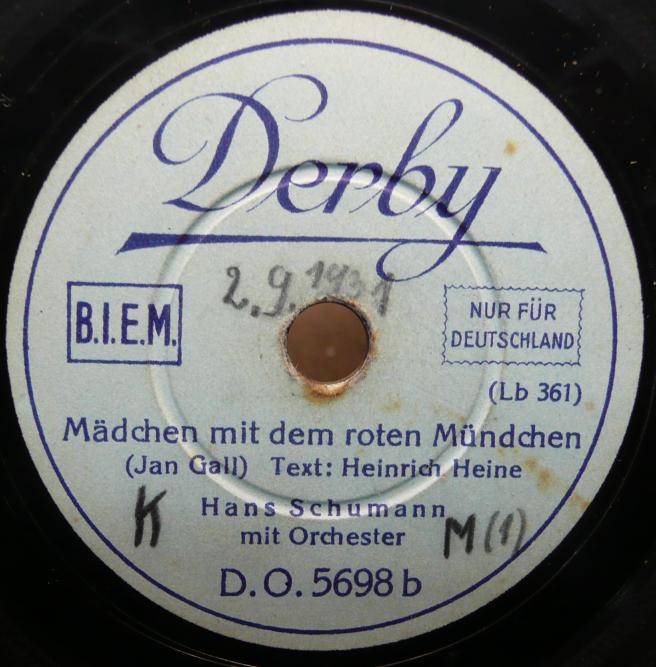 Derby
2.9.1931
B.I.E.M.
NUR FÜR
DEUTSCHLAND
(Lb 361)
Mädchen mit dem roten Mündchen
(Jan Gall) Text: Heinrich Heine
Hans Schumann
mit Orchester
K
M (1)
D.O. 5698 b